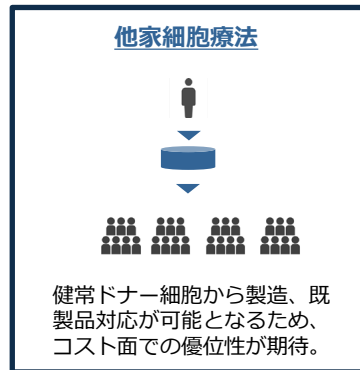 他家細胞療法
健常ドナー細胞から製造、既
製品対応が可能となるため、
コスト面での優位性が期待。